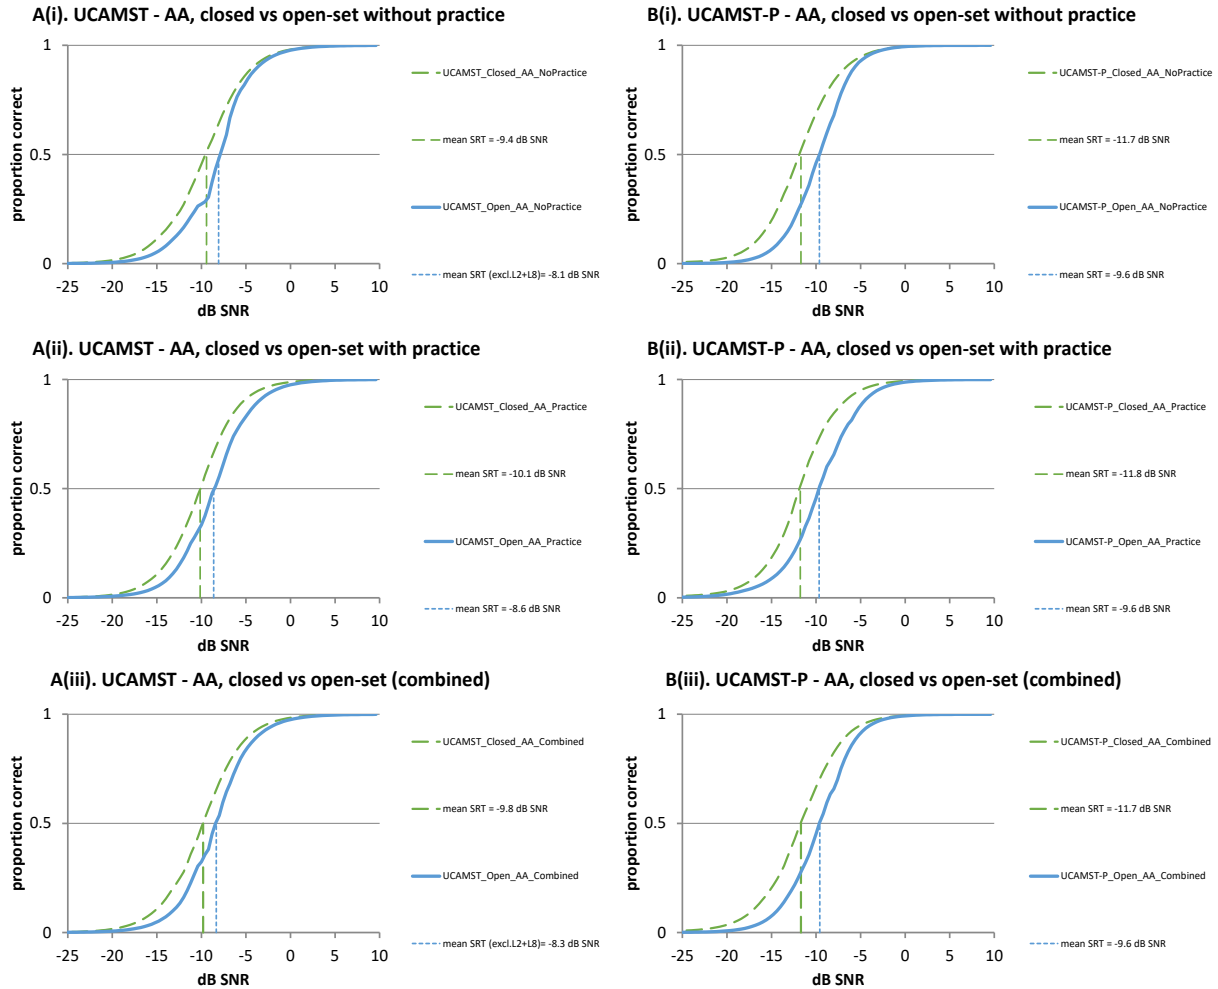 A(i). UCAMST - AA, closed vs open-set without practice
proportion correct
1
0.5
0
-25 -20 -15 -10 -5 0 5 10
dB SNR
UCAMST_Closed_AA_NoPractice
mean SRT = -9.4 dB SNR
UCAMST_Open_AA_NoPractice
mean SRT (excl.L2+L8)= -8.1 dB SNR
B(i). UCAMST-P - AA, closed vs open-set without practice
proportion correct
1
0.5
0
-25 -20 -15 -10 -5 0 5 10
dB SNR
UCAMST-P_Closed_AA_NoPractice
mean SRT = -11.7 dB SNR
UCAMST-P_Open_AA_NoPractice
mean SRT = -9.6 dB SNR
A(ii). UCAMST - AA, closed vs open-set with practice
proportion correct
1
0.5
0
-25 -20 -15 -10 -5 0 5 10
dB SNR
UCAMST_Closed_AA_Practice
mean SRT = -10.1 dB SNR
UCAMST_Open_AA_Practice
mean SRT = -8.6 dB SNR
B(ii). UCAMST-P - AA, closed vs open-set with practice
proportion correct
1
0.5
0
-25 -20 -15 -10 -5 0 5 10
dB SNR
UCAMST-P_Closed_AA_Practice
mean SRT = -11.8 dB SNR
UCAMST-P_Open_AA_Practice
mean SRT = -9.6 dB SNR
A(iii). UCAMST - AA, closed vs open-set (combined)
proportion correct
1
0.5
0
-25 -20 -15 -10 -5 0 5 10
dB SNR
UCAMST_Closed_AA_Combined
mean SRT = -9.8 dB SNR
UCAMST_Open_AA_Combined
mean SRT (excl.L2+L8)= -8.3 dB SNR
B(iii). UCAMST-P - AA, closed vs open-set (combined)
proportion correct
1
0.5
0
-25 -20 -15 -10 -5 0 5 10
dB SNR
UCAMST-P_Closed_AA_Combined
mean SRT = -11.7 dB SNR
UCAMST-P_Open_AA_Combined
mean SRT = -9.6 dB SNR